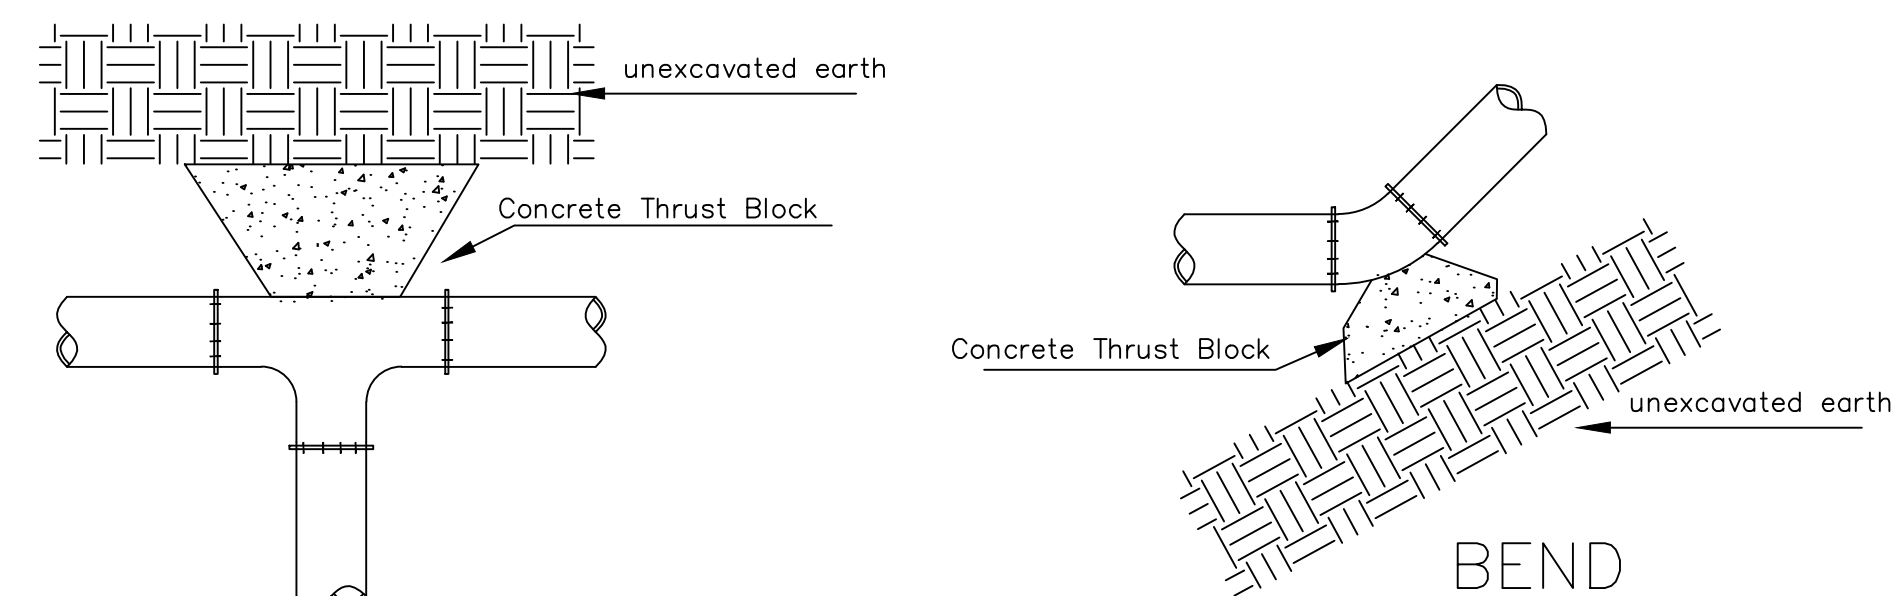 unexcavated earth
Concrete Thrust Block
Concrete Thrust Block
unexcavated earth
BEND